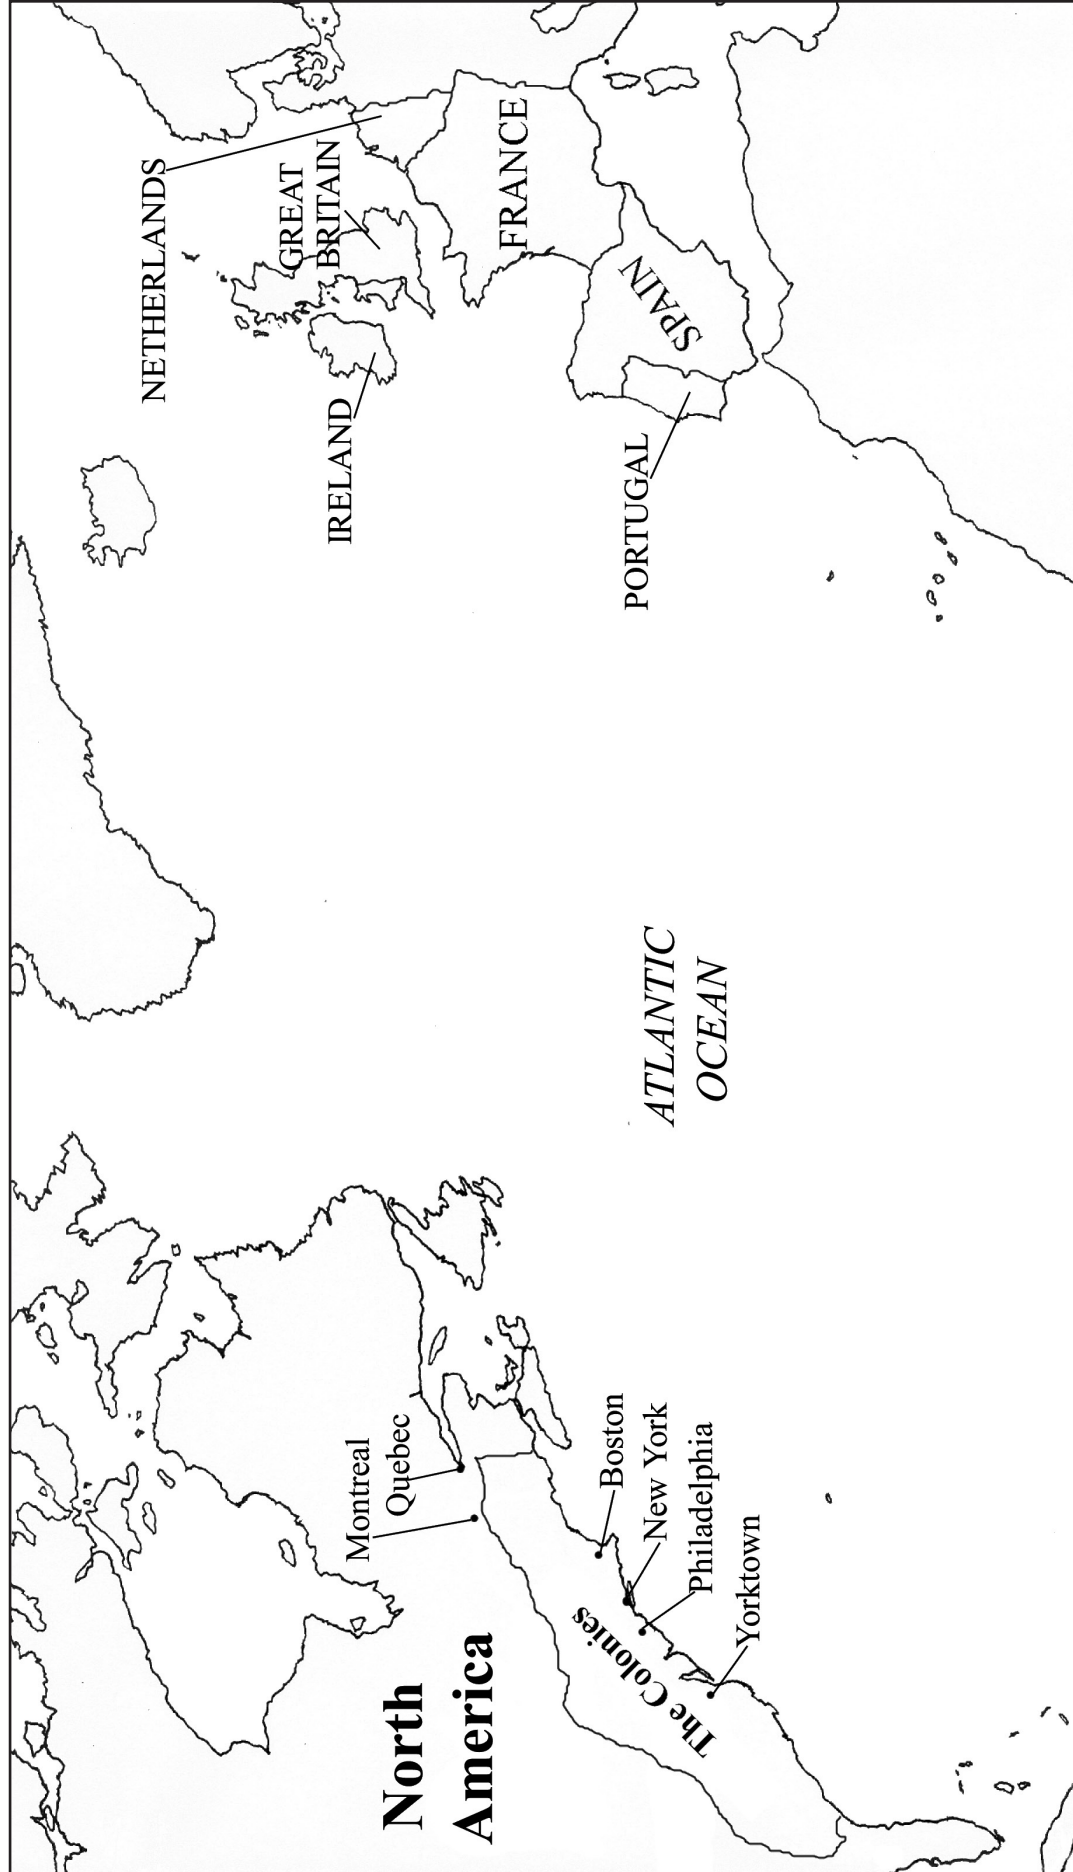 NETHERLANDS
GREAT
BRITAIN
IRELAND
FRANCE
SPAIN
PORTUGAL
ATLANTIC
OCEAN
Montreal
Quebec
North
America
Boston
New York
Philadelphia
Yorktown
The Colonies